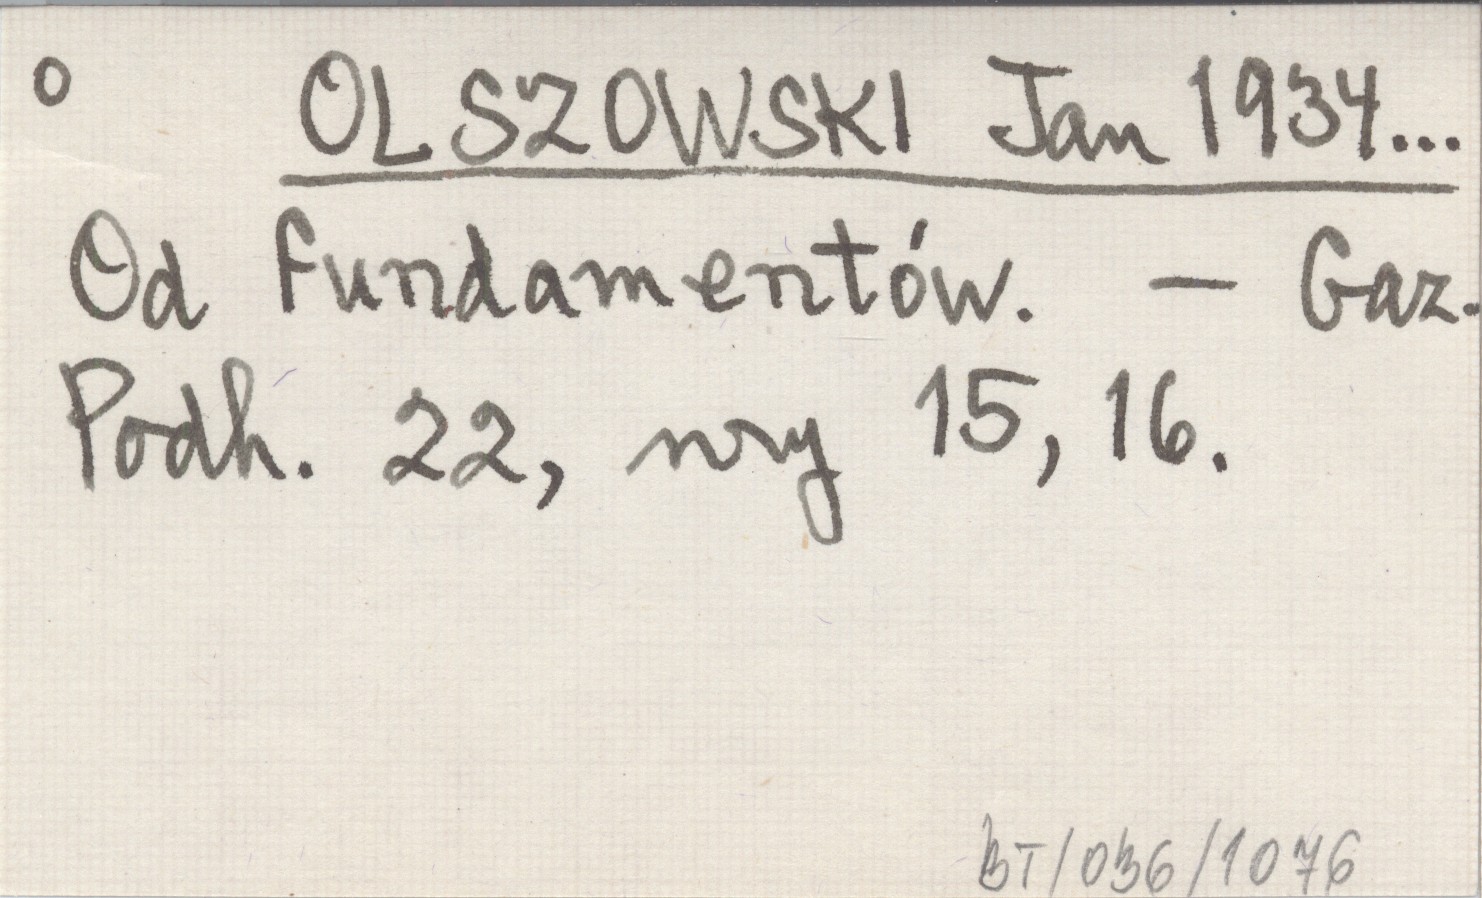 o OLSZOWSKI Jan 1934...
Od fundamentów. — Gaz.
Podh. 22, nry 15, 16.
BT/036/1076